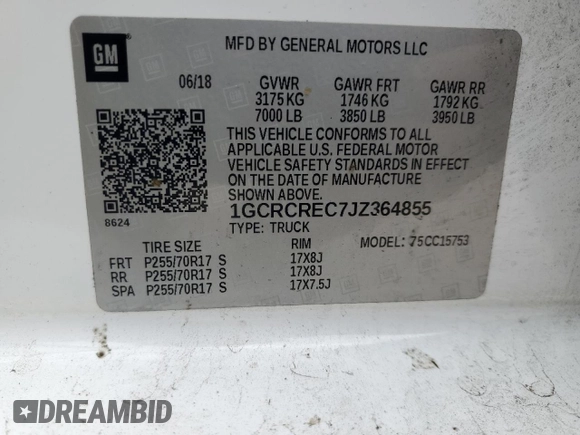 GM
MFD BY GENERAL MOTORS LLC
06/18 GVWR GAWR FRT GAWR RR
3175 KG 1746 KG 1792 KG
7000 LB 3850 LB 3950 LB
THIS VEHICLE CONFORMS TO ALL
APPLICABLE U.S. FEDERAL MOTOR
VEHICLE SAFETY STANDARDS IN EFFECT
ON THE DATE OF MANUFACTURE
SHOWN ABOVE.
8624
1GCRCREC7JZ364855
TYPE: TRUCK MODEL: 75CC15753
TIRE SIZE RIM
FRT P255/70R17 S 17X8J
RR P255/70R17 S 17X8J
SPA P255/70R17 S 17X7.5J
DREAMBID